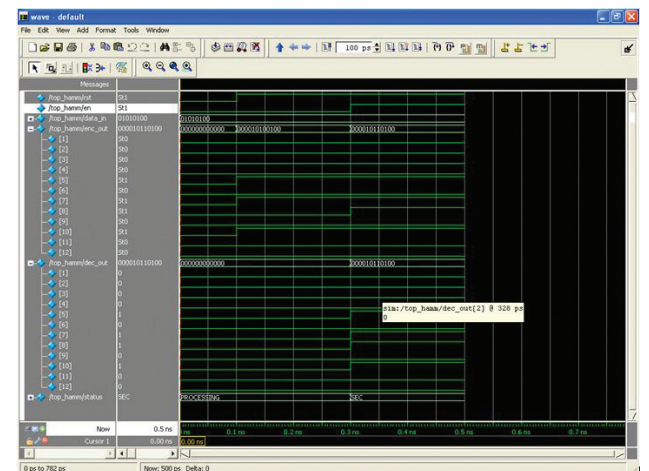 wave - default
File Edit View Add Format Tools Window
100 ps
Messages
/top_hamm/rst St1
/top_hamm/en St1
/top_hamm/data_in 01010100 01010100
/top_hamm/enc_out 000010110100 000000000000 000010100100 000010110100
[1] St0
[2] St0
[3] St0
[4] St0
[5] St1
[6] St0
[7] St1
[8] St1
[9] St0
[10] St1
[11] St0
[12] St0
/top_hamm/dec_out 000010110100 000000000000 000010110100
[1] 0
[2] 0
[3] 0
[4] 0
[5] 1
[6] 0
[7] 1
[8] 1
[9] 0
[10] 1
[11] 0
[12] 0
sim:/top_hamm/dec_out[2] @ 328 ps
0
/top_hamm/status SEC PROCESSING SEC
Now 0.5 ns ns 0.1 ns 0.2 ns 0.3 ns 0.4 ns 0.5 ns 0.6 ns 0.7 ns
Cursor 1 0.00 ns 0.00 ns
0 ps to 782 ps Now: 500 ps Delta: 0